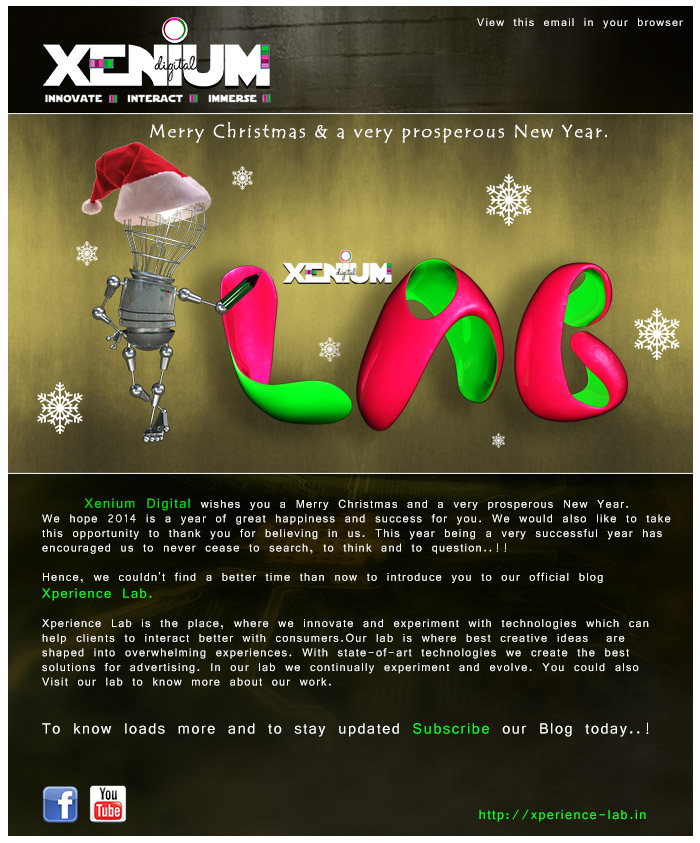 View this email in your browser
XENIUM
digital
INNOVATE INTERACT IMMERSE
Merry Christmas & a very prosperous New Year.
XENIUM
digital
LAB
Xenium Digital wishes you a Merry Christmas and a very prosperous New Year.
We hope 2014 is a year of great happiness and success for you. We would also like to take
this opportunity to thank you for believing in us. This year being a very successful year has
encouraged us to never cease to search, to think and to question..!!
Hence, we couldn't find a better time than now to introduce you to our official blog
Xperience Lab.
Xperience Lab is the place, where we innovate and experiment with technologies which can
help clients to interact better with consumers.Our lab is where best creative ideas are
shaped into overwhelming experiences. With state-of-art technologies we create the best
solutions for advertising. In our lab we continually experiment and evolve. You could also
Visit our lab to know more about our work.
To know loads more and to stay updated Subscribe our Blog today..!
f
You
Tube
http://xperience-lab.in